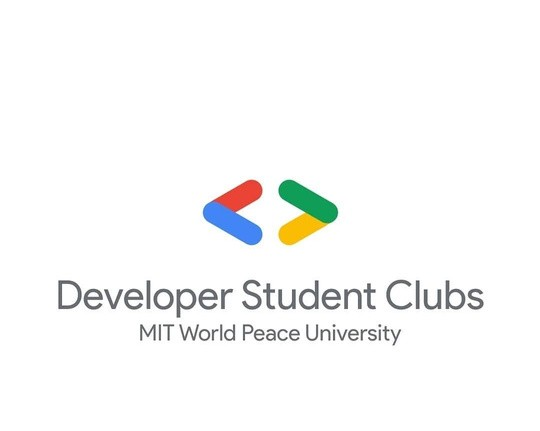 Developer Student Clubs
MIT World Peace University